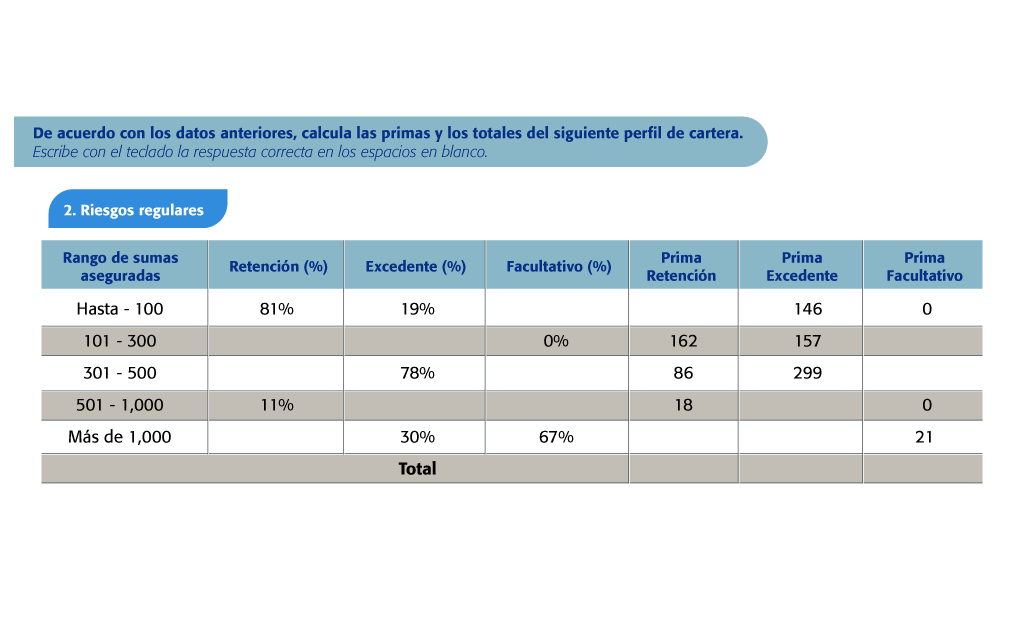 De acuerdo con los datos anteriores, calcula las primas y los totales del siguiente perfil de cartera.
Escribe con el teclado la respuesta correcta en los espacios en blanco.
2. Riesgos regulares
Rango de sumas aseguradas Retención (%) Excedente (%) Facultativo (%) Prima Retención Prima Excedente Prima Facultativo
Hasta - 100 81% 19% 146 0
101 - 300 0% 162 157
301 - 500 78% 86 299
501 - 1,000 11% 18 0
Más de 1,000 30% 67% 21
Total